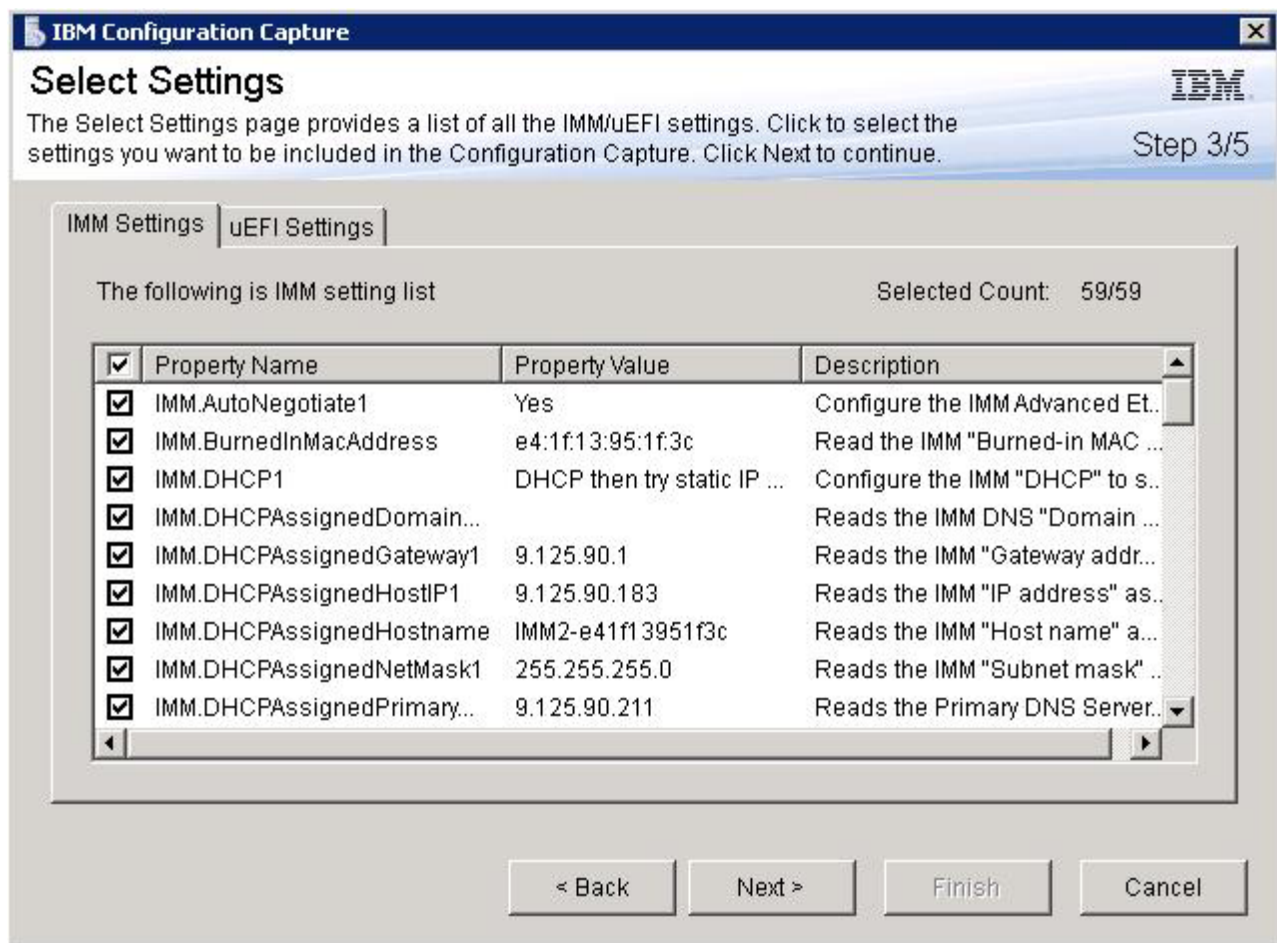 IBM Configuration Capture
Select Settings
IBM
The Select Settings page provides a list of all the IMM/uEFI settings. Click to select the
settings you want to be included in the Configuration Capture. Click Next to continue.
Step 3/5
IMM Settings uEFI Settings
The following is IMM setting list Selected Count: 59/59
Property Name Property Value Description
IMM.AutoNegotiate1 Yes Configure the IMM Advanced Et..
IMM.BurnedInMacAddress e4:1f:13:95:1f:3c Read the IMM "Burned-in MAC ...
IMM.DHCP1 DHCP then try static IP ... Configure the IMM "DHCP" to s..
IMM.DHCPAssignedDomain... Reads the IMM DNS "Domain ...
IMM.DHCPAssignedGateway1 9.125.90.1 Reads the IMM "Gateway addr...
IMM.DHCPAssignedHostIP1 9.125.90.183 Reads the IMM "IP address" as..
IMM.DHCPAssignedHostname IMM2-e41f13951f3c Reads the IMM "Host name" a...
IMM.DHCPAssignedNetMask1 255.255.255.0 Reads the IMM "Subnet mask" ..
IMM.DHCPAssignedPrimary... 9.125.90.211 Reads the Primary DNS Server..
< Back Next > Finish Cancel